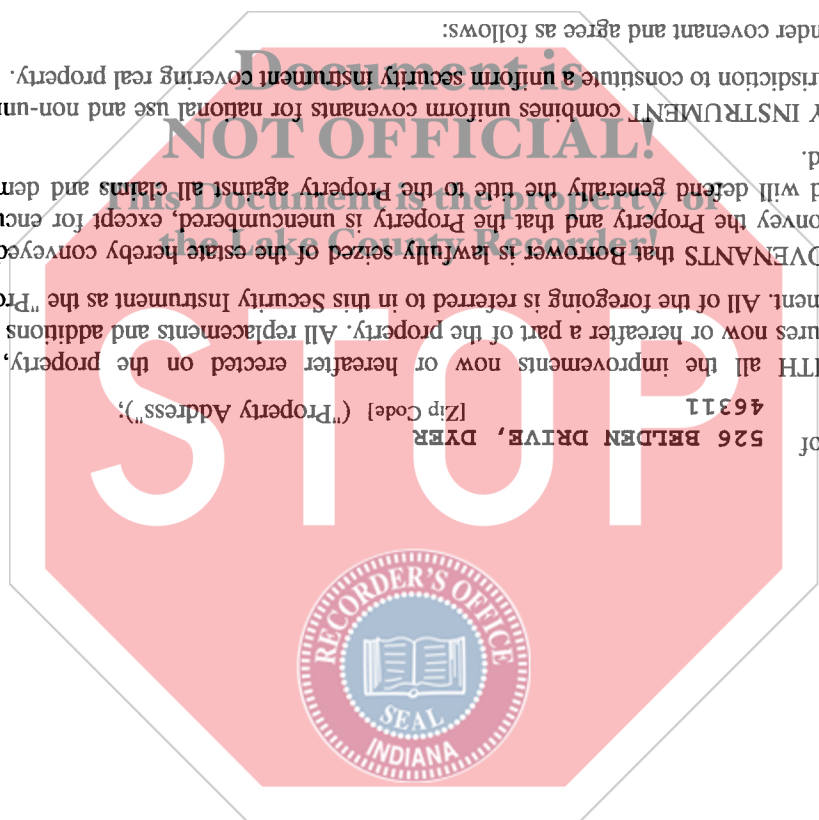 of 526 BELDEN DRIVE, DYER
46311 [Zip Code] ("Property Address");
ITH all the improvements now or hereafter erected on the property,
ures now or hereafter a part of the property. All replacements and additions
ment. All of the foregoing is referred to in this Security Instrument as the "Pro
OVENANTS that Borrower is lawfully seized of the estate hereby conveyed
onvey the Property and that the Property is unencumbered, except for encu
d will defend generally the title to the Property against all claims and dem
d.
Y INSTRUMENT combines uniform covenants for national use and non-un
risdiction to constitute a uniform security instrument covering real property.
nder covenant and agree as follows:
Document is
NOT OFFICIAL!
This Document is the property of
the Lake County Recorder!
STOP
RECORDER'S OFFICE
SEAL
INDIANA